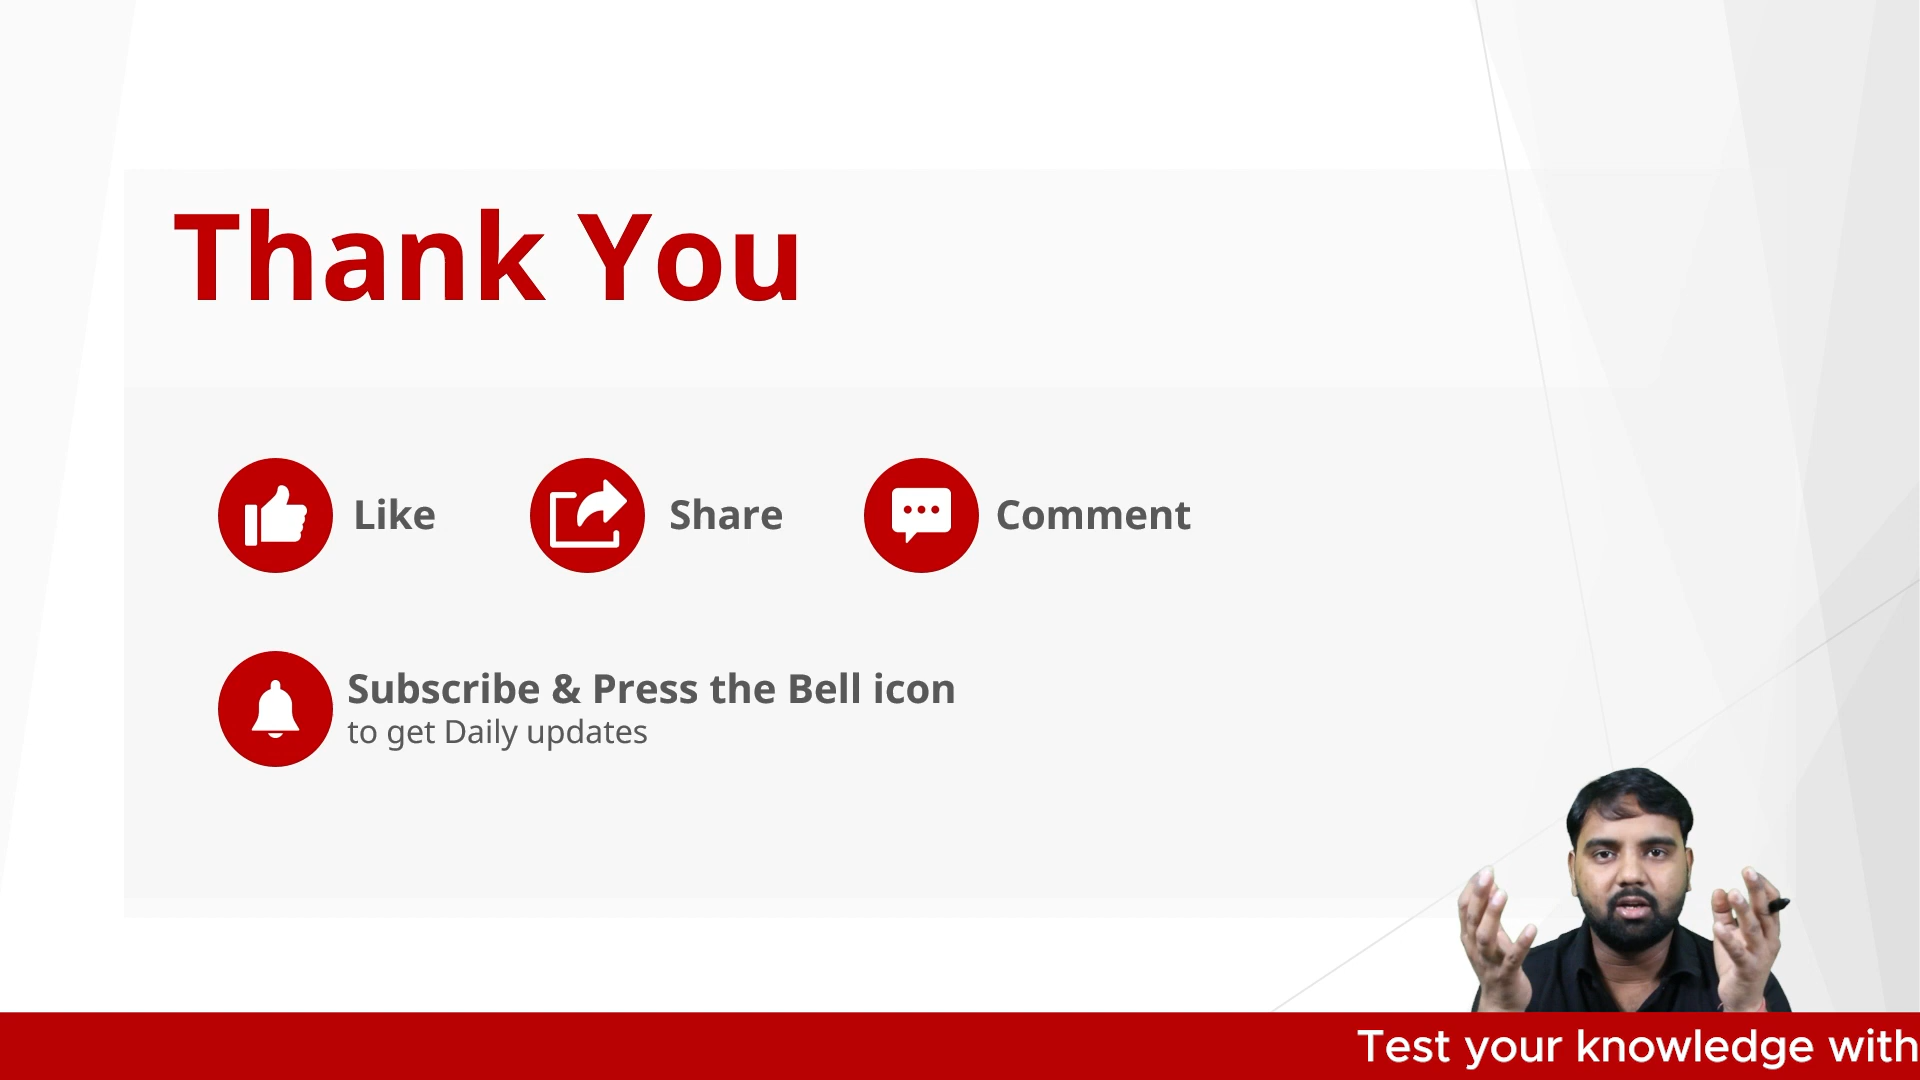 Thank You
Like
Share
Comment
Subscribe & Press the Bell icon
to get Daily updates
Test your knowledge with